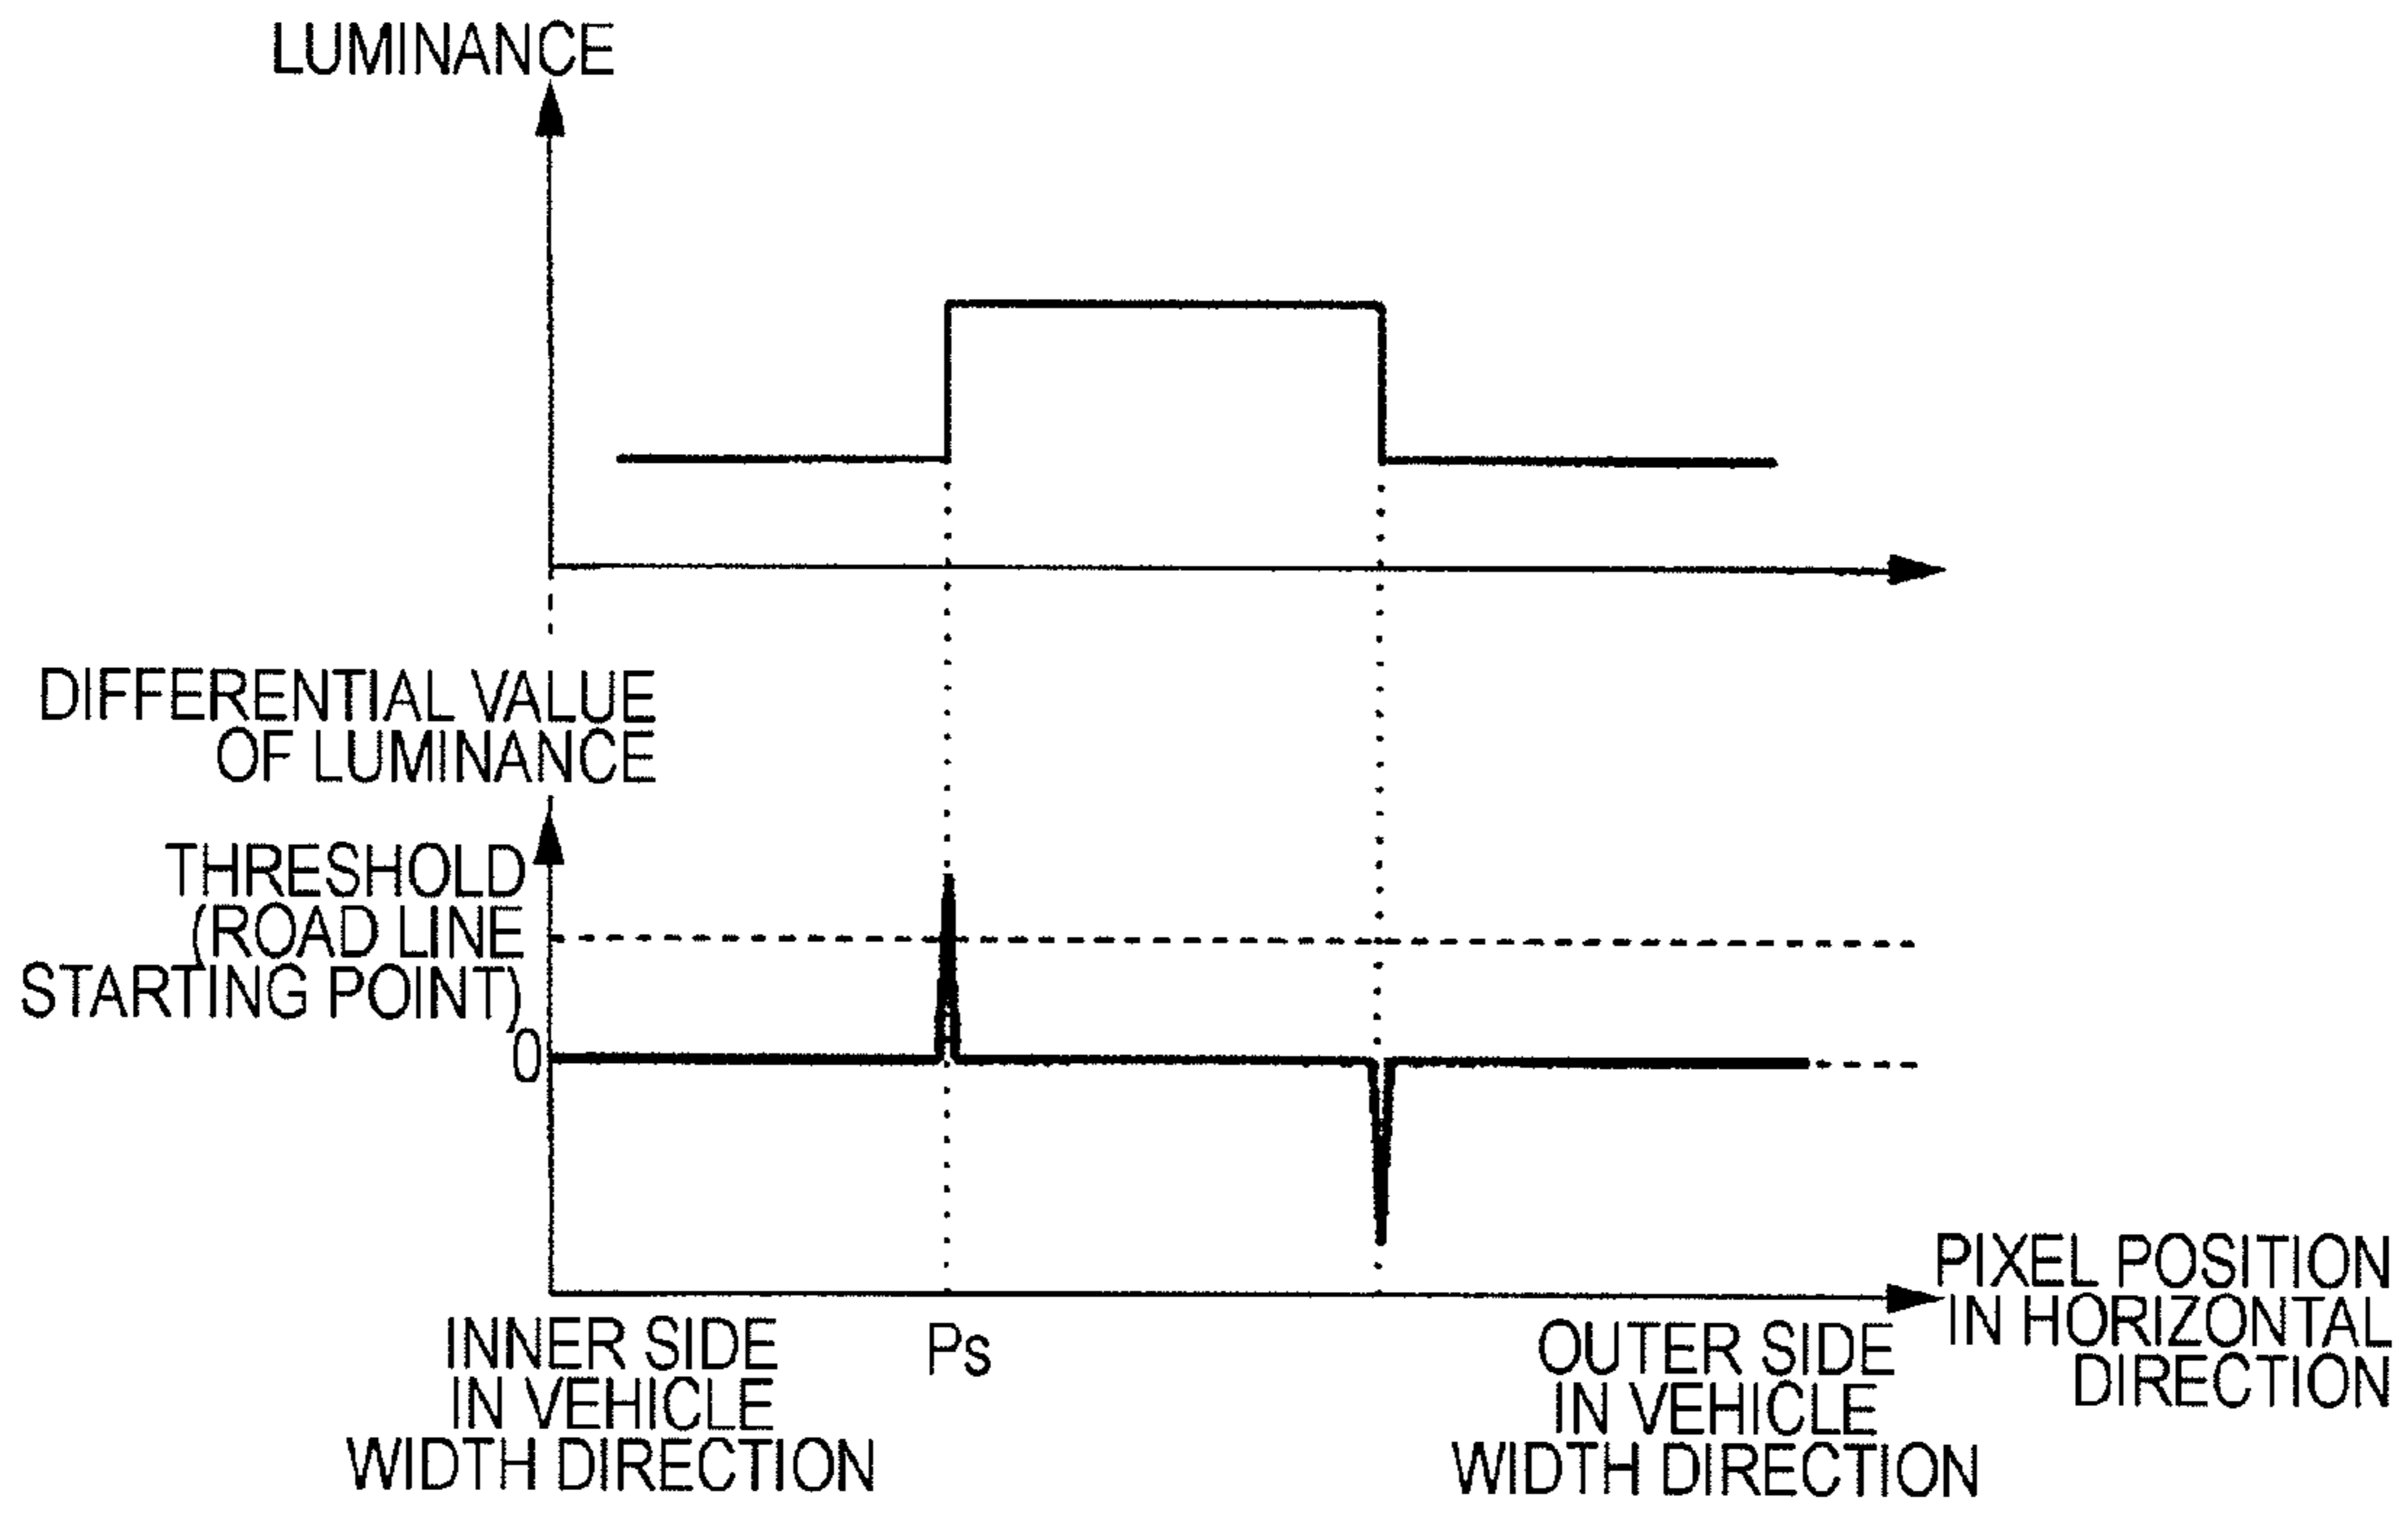 LUMINANCE
DIFFERENTIAL VALUE
OF LUMINANCE
THRESHOLD
(ROAD LINE
STARTING POINT)
0
INNER SIDE
IN VEHICLE
WIDTH DIRECTION
Ps
OUTER SIDE
IN VEHICLE
WIDTH DIRECTION
PIXEL POSITION
IN HORIZONTAL
DIRECTION